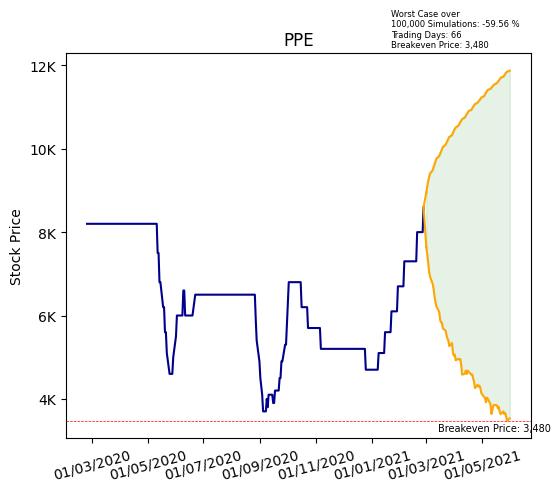 Worst Case over
100,000 Simulations: -59.56 %
Trading Days: 66
Breakeven Price: 3,480
PPE
12K
10K
8K
6K
4K
Stock Price
Breakeven Price: 3,480
01/03/2020
01/05/2020
01/07/2020
01/09/2020
01/11/2020
01/01/2021
01/03/2021
01/05/2021